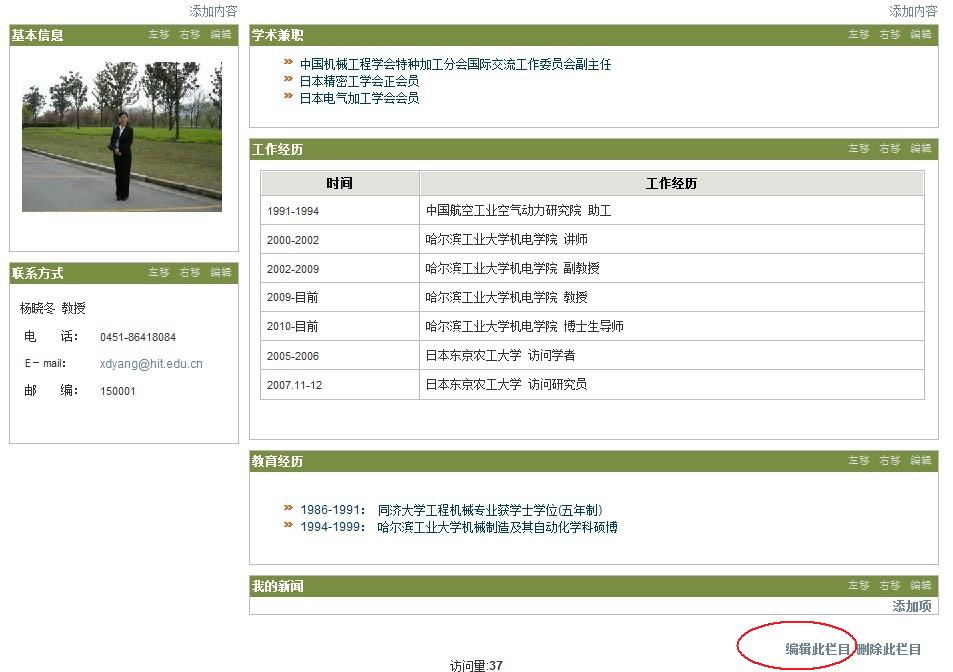 添加内容
添加内容
基本信息 左移 右移 编辑
联系方式 左移 右移 编辑
杨晓冬 教授
电 话： 0451-86418084
E－mail： xdyang@hit.edu.cn
邮 编： 150001
学术兼职 左移 右移 编辑
中国机械工程学会特种加工分会国际交流工作委员会副主任
日本精密工学会正会员
日本电气加工学会会员
工作经历 左移 右移 编辑
时间 工作经历
1991-1994 中国航空工业空气动力研究院 助工
2000-2002 哈尔滨工业大学机电学院 讲师
2002-2009 哈尔滨工业大学机电学院 副教授
2009-目前 哈尔滨工业大学机电学院 教授
2010-目前 哈尔滨工业大学机电学院 博士生导师
2005-2006 日本东京农工大学 访问学者
2007.11-12 日本东京农工大学 访问研究员
教育经历 左移 右移 编辑
1986-1991： 同济大学工程机械专业获学士学位(五年制)
1994-1999： 哈尔滨工业大学机械制造及其自动化学科硕博
我的新闻 左移 右移 编辑
添加项
编辑此栏目 删除此栏目
访问量:37